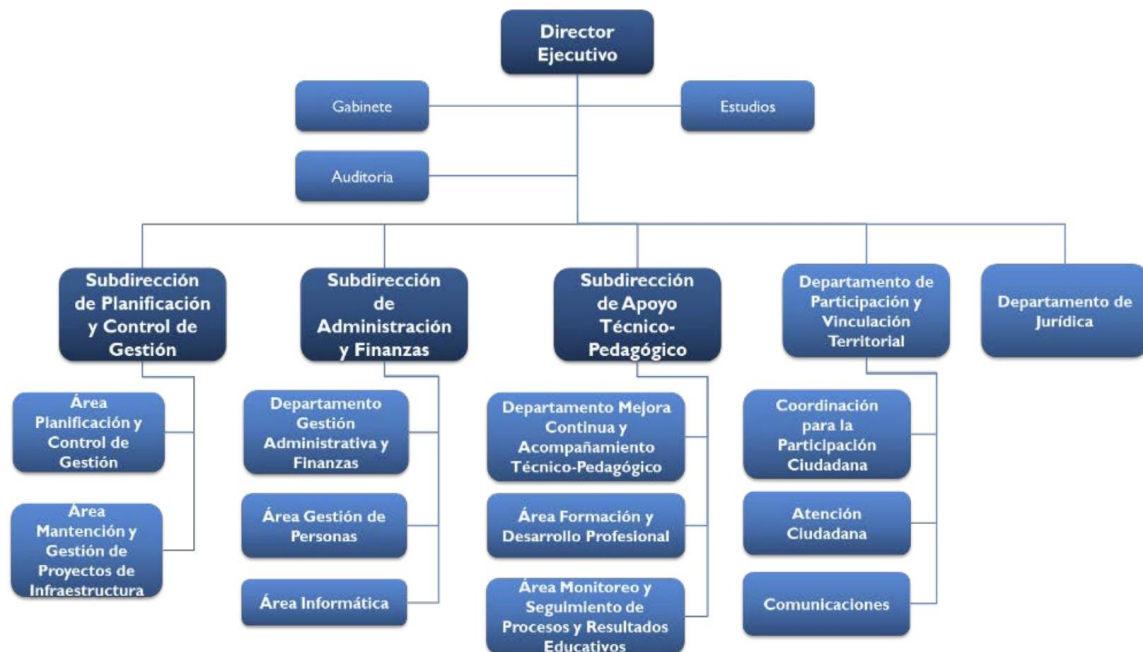 Director
Ejecutivo
Gabinete
Estudios
Auditoria
Subdirección
de Planificación
y Control de
Gestión
Subdirección
de
Administración
y Finanzas
Subdirección
de Apoyo
Técnico-
Pedagógico
Departamento de
Participación y
Vinculación
Territorial
Departamento de
Jurídica
Área
Planificación y
Control de
Gestión
Área
Mantención y
Gestión de
Proyectos de
Infraestructura
Departamento
Gestión
Administrativa y
Finanzas
Área Gestión de
Personas
Área Informática
Departamento Mejora
Continua y
Acompañamiento
Técnico-Pedagógico
Área Formación y
Desarrollo Profesional
Área Monitoreo y
Seguimiento de
Procesos y Resultados
Educativos
Coordinación
para la
Participación
Ciudadana
Atención
Ciudadana
Comunicaciones